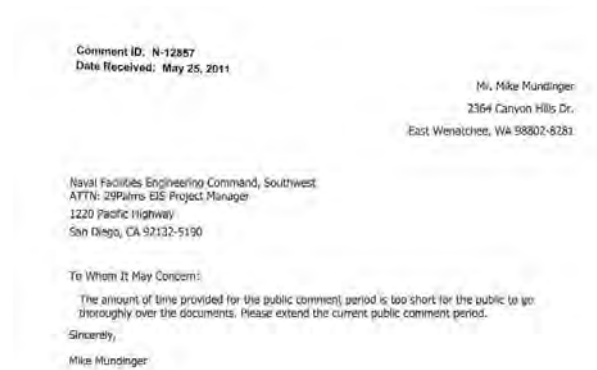 Comment ID: N-12857
Date Received: May 25, 2011
Mr. Mike Mundinger
2364 Canyon Hills Dr.
East Wenatchee, WA 98802-8281
Naval Facilities Engineering Command, Southwest
ATTN: 29Palms EIS Project Manager
1220 Pacific Highway
San Diego, CA 92132-5190
To Whom It May Concern:
The amount of time provided for the public comment period is too short for the public to go
thoroughly over the documents. Please extend the current public comment period.
Sincerely,
Mike Mundinger